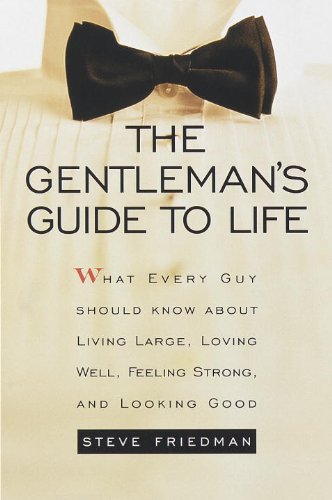 THE
GENTLEMAN'S
GUIDE TO LIFE
WHAT EVERY GUY
SHOULD KNOW ABOUT
LIVING LARGE, LOVING
WELL, FEELING STRONG,
AND LOOKING GOOD
STEVE FRIEDMAN